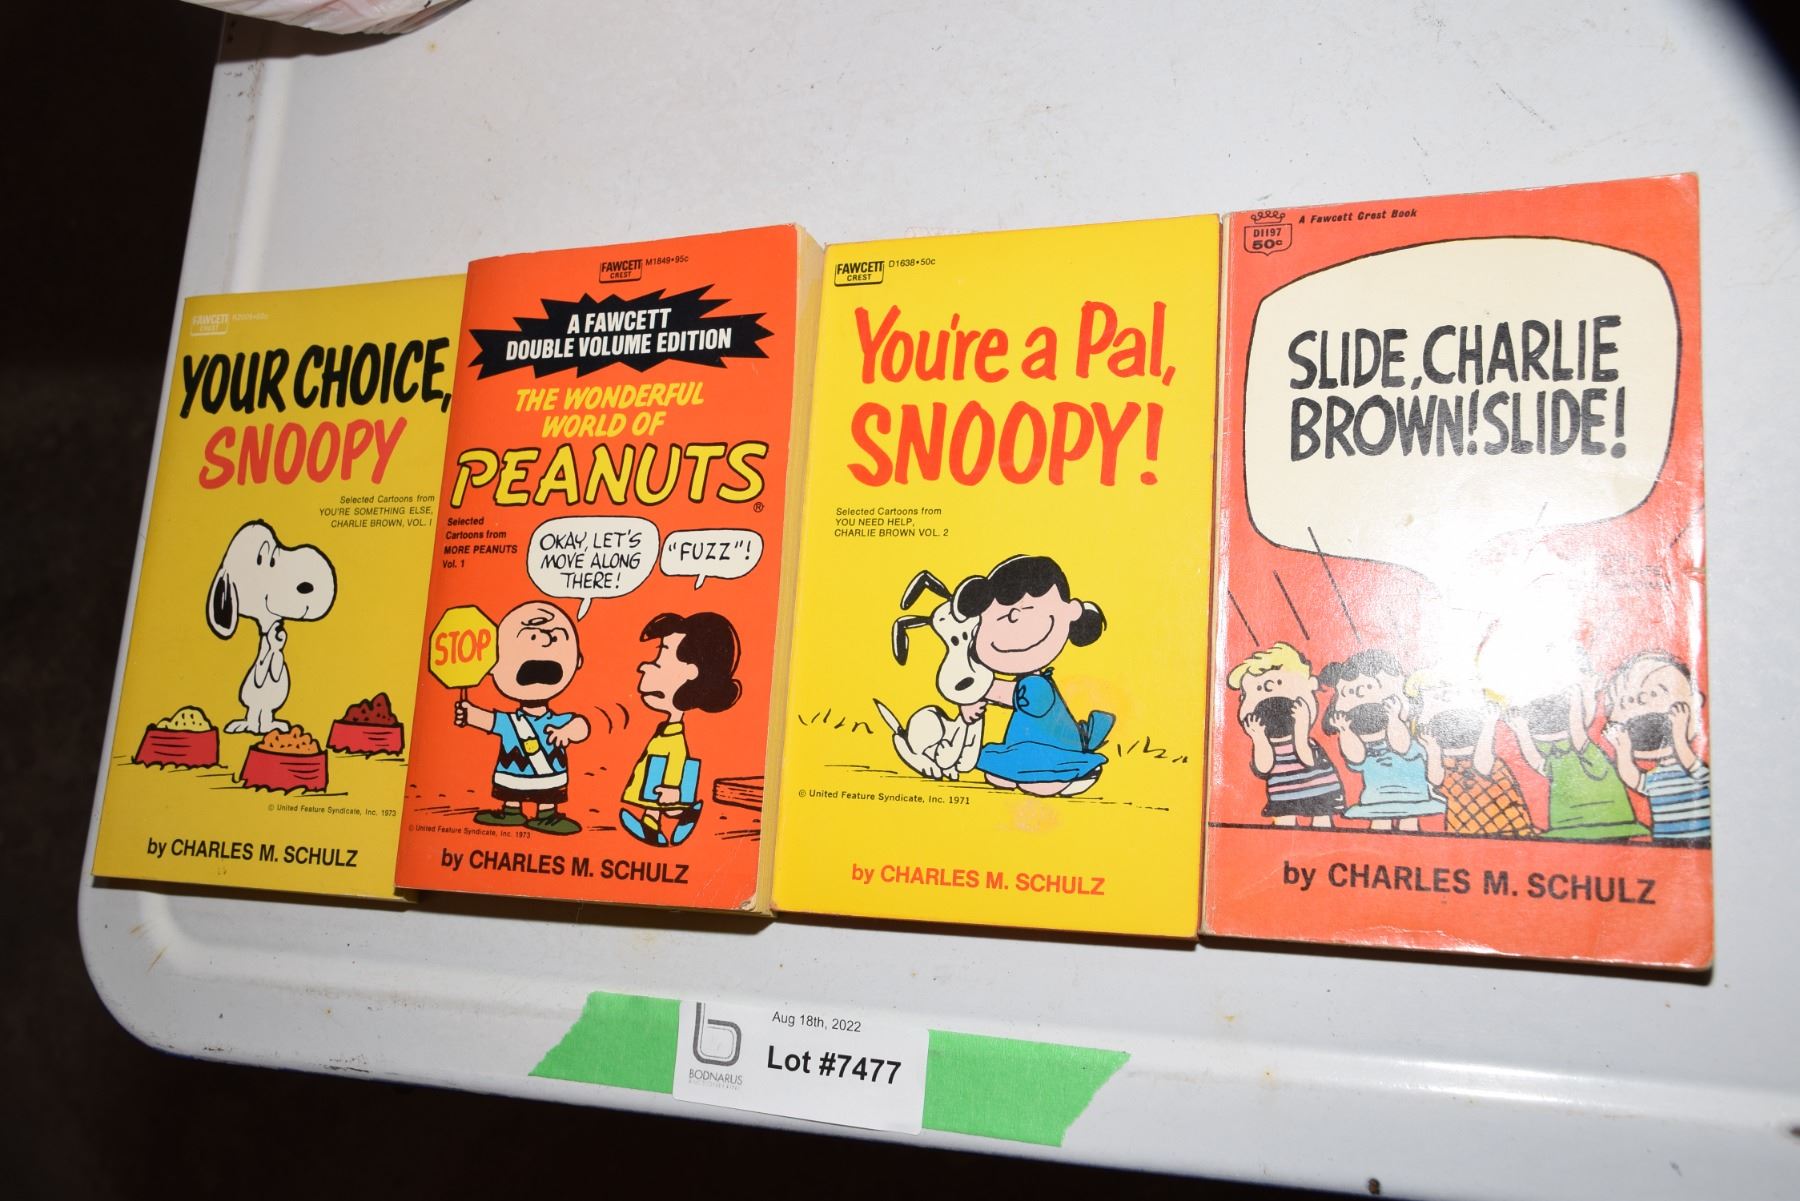 FAWCETT
CREST
YOUR CHOICE,
SNOOPY
Selected Cartoons from
YOU'RE SOMETHING ELSE,
CHARLIE BROWN, VOL. I
© United Feature Syndicate, Inc. 1973
by CHARLES M. SCHULZ
FAWCETT
CREST
M1849•95c
A FAWCETT
DOUBLE VOLUME EDITION
THE WONDERFUL
WORLD OF
PEANUTS
®
Selected
Cartoons from
MORE PEANUTS
Vol. 1
OKAY, LET'S
MOVE ALONG
THERE!
"FUZZ"!
STOP
© United Feature Syndicate, Inc. 1973
by CHARLES M. SCHULZ
FAWCETT
CREST
D1638•50c
You're a Pal,
SNOOPY!
Selected Cartoons from
YOU NEED HELP,
CHARLIE BROWN VOL. 2
© United Feature Syndicate, Inc. 1971
by CHARLES M. SCHULZ
D1197
50c
A Fawcett Crest Book
SLIDE, CHARLIE
BROWN! SLIDE!
by CHARLES M. SCHULZ
Aug 18th, 2022
Lot #7477
BODNARUS